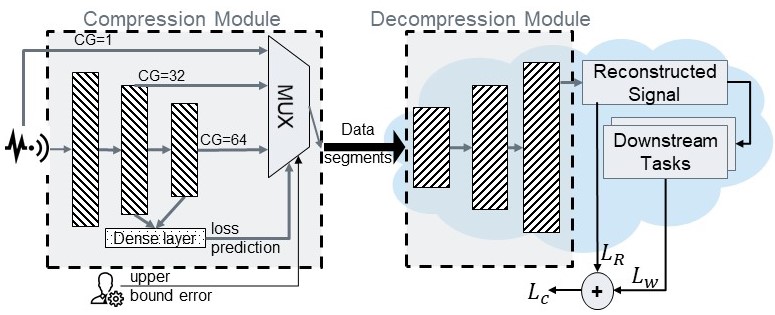 Compression Module
Decompression Module
CG=1
CG=32
CG=64
MUX
Data
segments
Reconstructed
Signal
Downstream
Tasks
Dense layer
loss
prediction
upper
bound error
L_R
L_w
L_c
+